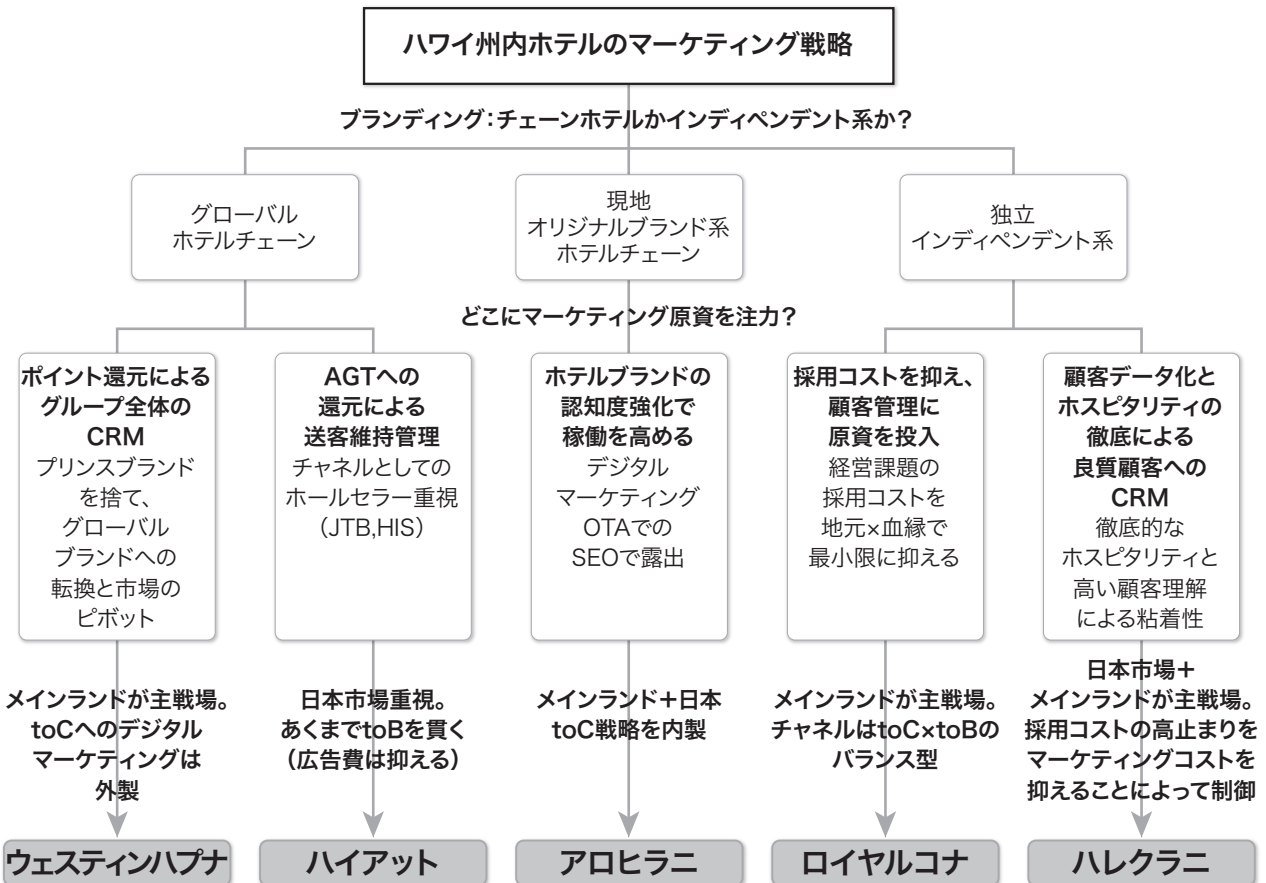 ハワイ州内ホテルのマーケティング戦略
ブランディング：チェーンホテルかインディペンデント系か？
グローバル
ホテルチェーン
現地
オリジナルブランド系
ホテルチェーン
独立
インディペンデント系
どこにマーケティング原資を注力？
ポイント還元による
グループ全体の
CRM
プリンスブランド
を捨て、
グローバル
ブランドへの
転換と市場の
ピボット
AGTへの
還元による
送客維持管理
チャネルとしての
ホールセラー重視
（JTB,HIS）
ホテルブランドの
認知度強化で
稼働を高める
デジタル
マーケティング
OTAでの
SEOで露出
採用コストを抑え、
顧客管理に
原資を投入
経営課題の
採用コストを
地元×血縁で
最小限に抑える
顧客データ化と
ホスピタリティの
徹底による
良質顧客への
CRM
徹底的な
ホスピタリティと
高い顧客理解
による粘着性
メインランドが主戦場。
toCへのデジタル
マーケティングは
外製
日本市場重視。
あくまでtoBを貫く
（広告費は抑える）
メインランド＋日本
toC戦略を内製
メインランドが主戦場。
チャネルはtoC×toBの
バランス型
日本市場＋
メインランドが主戦場。
採用コストの高止まりを
マーケティングコストを
抑えることによって制御
ウェスティンハプナ
ハイアット
アロヒラニ
ロイヤルコナ
ハレクラニ